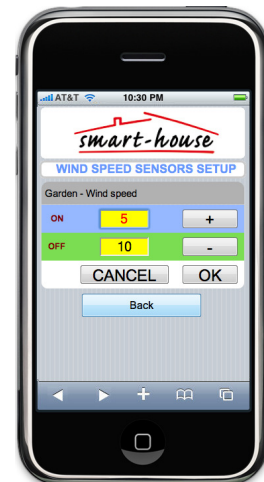 AT&T 10:30 PM
smart-house
WIND SPEED SENSORS SETUP
Garden - Wind speed
ON 5 +
OFF 10 -
CANCEL OK
Back